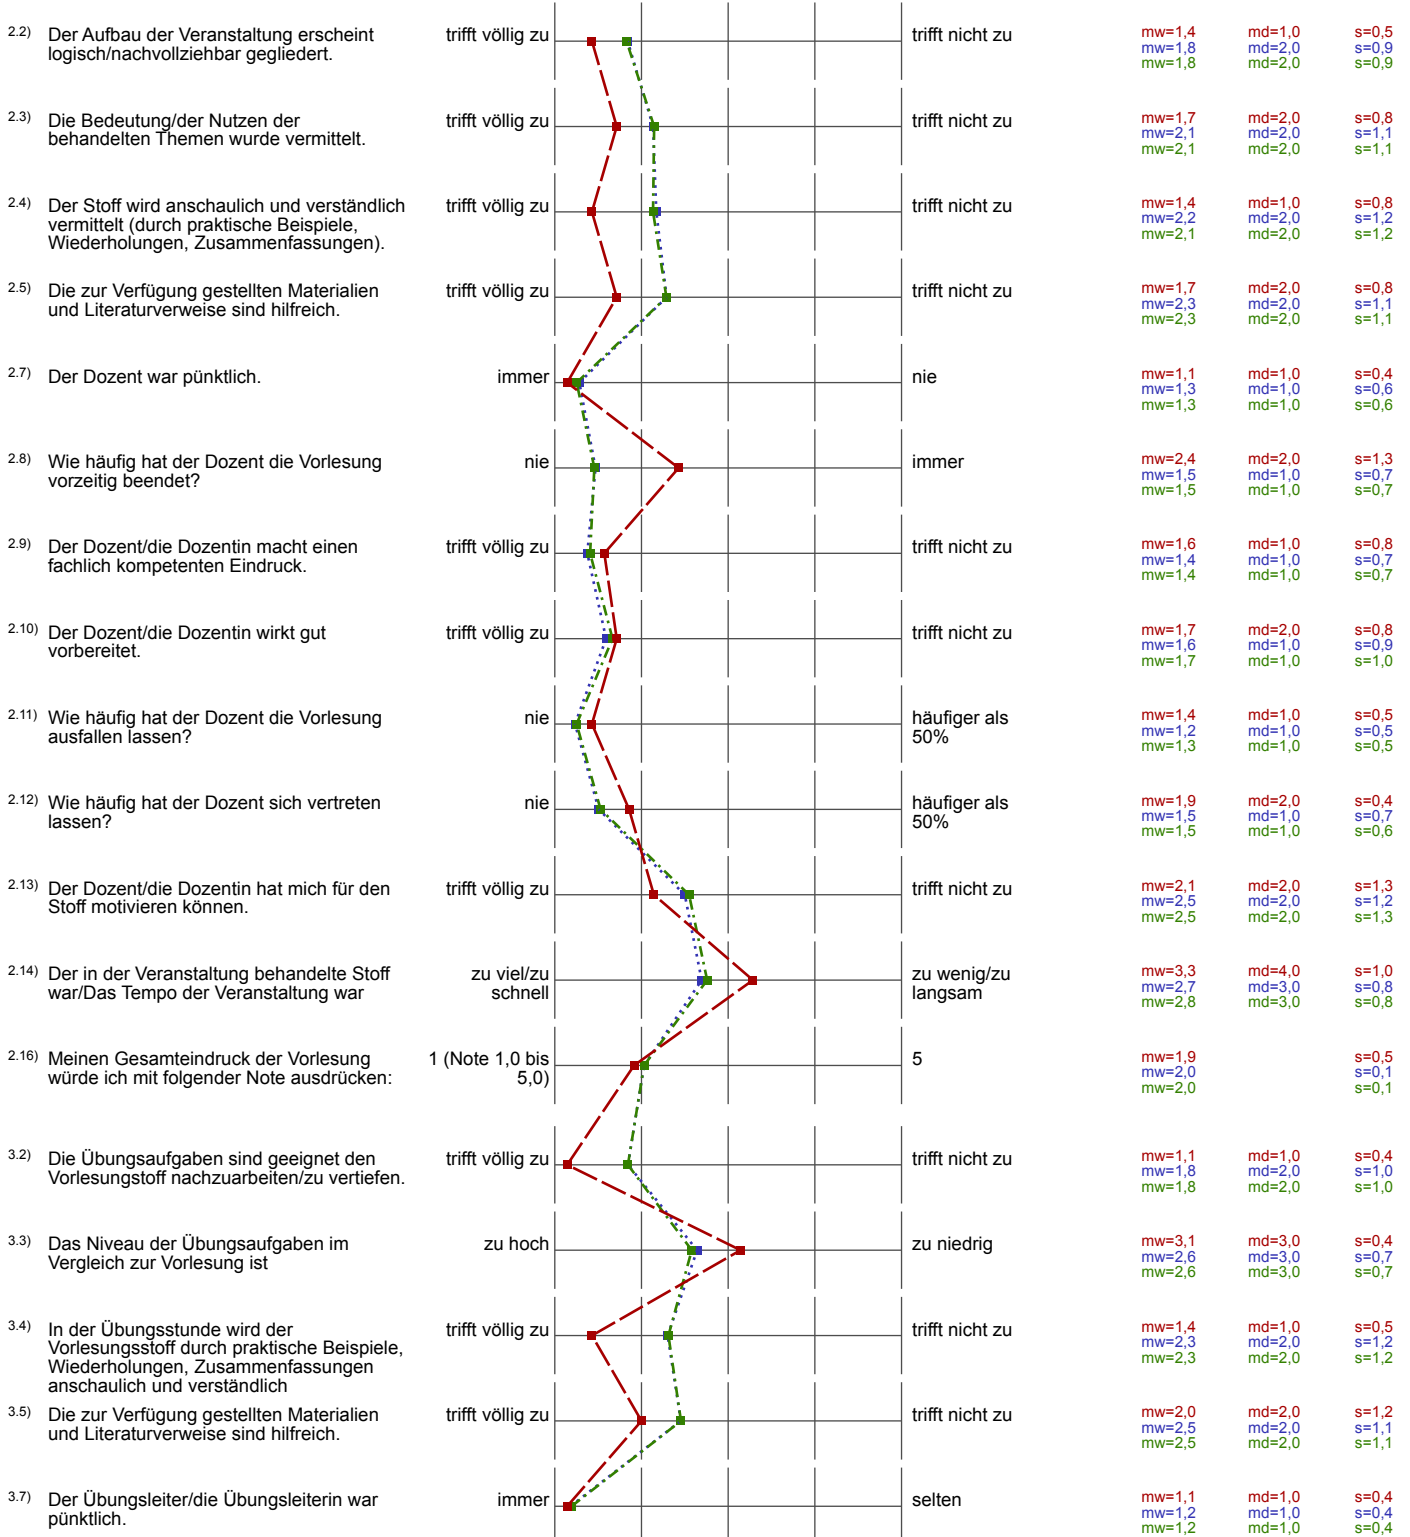 2.2) Der Aufbau der Veranstaltung erscheint trifft völlig zu trifft nicht zu mw=1,4 md=1,0 s=0,5
logisch/nachvollziehbar gegliedert. mw=1,8 md=2,0 s=0,9
mw=1,8 md=2,0 s=0,9
2.3) Die Bedeutung/der Nutzen der trifft völlig zu trifft nicht zu mw=1,7 md=2,0 s=0,8
behandelten Themen wurde vermittelt. mw=2,1 md=2,0 s=1,1
mw=2,1 md=2,0 s=1,1
2.4) Der Stoff wird anschaulich und verständlich trifft völlig zu trifft nicht zu mw=1,4 md=1,0 s=0,8
vermittelt (durch praktische Beispiele, mw=2,2 md=2,0 s=1,2
Wiederholungen, Zusammenfassungen). mw=2,1 md=2,0 s=1,2
2.5) Die zur Verfügung gestellten Materialien trifft völlig zu trifft nicht zu mw=1,7 md=2,0 s=0,8
und Literaturverweise sind hilfreich. mw=2,3 md=2,0 s=1,1
mw=2,3 md=2,0 s=1,1
2.7) Der Dozent war pünktlich. immer nie mw=1,1 md=1,0 s=0,4
mw=1,3 md=1,0 s=0,6
mw=1,3 md=1,0 s=0,6
2.8) Wie häufig hat der Dozent die Vorlesung nie immer mw=2,4 md=2,0 s=1,3
vorzeitig beendet? mw=1,5 md=1,0 s=0,7
mw=1,5 md=1,0 s=0,7
2.9) Der Dozent/die Dozentin macht einen trifft völlig zu trifft nicht zu mw=1,6 md=1,0 s=0,8
fachlich kompetenten Eindruck. mw=1,4 md=1,0 s=0,7
mw=1,4 md=1,0 s=0,7
2.10) Der Dozent/die Dozentin wirkt gut trifft völlig zu trifft nicht zu mw=1,7 md=2,0 s=0,8
vorbereitet. mw=1,6 md=1,0 s=0,9
mw=1,7 md=1,0 s=1,0
2.11) Wie häufig hat der Dozent die Vorlesung nie häufiger als mw=1,4 md=1,0 s=0,5
ausfallen lassen? 50% mw=1,2 md=1,0 s=0,5
mw=1,3 md=1,0 s=0,5
2.12) Wie häufig hat der Dozent sich vertreten nie häufiger als mw=1,9 md=2,0 s=0,4
lassen? 50% mw=1,5 md=1,0 s=0,7
mw=1,5 md=1,0 s=0,6
2.13) Der Dozent/die Dozentin hat mich für den trifft völlig zu trifft nicht zu mw=2,1 md=2,0 s=1,3
Stoff motivieren können. mw=2,5 md=2,0 s=1,2
mw=2,5 md=2,0 s=1,3
2.14) Der in der Veranstaltung behandelte Stoff zu viel/zu zu wenig/zu mw=3,3 md=4,0 s=1,0
war/Das Tempo der Veranstaltung war schnell langsam mw=2,7 md=3,0 s=0,8
mw=2,8 md=3,0 s=0,8
2.16) Meinen Gesamteindruck der Vorlesung 1 (Note 1,0 bis 5 mw=1,9 s=0,5
würde ich mit folgender Note ausdrücken: 5,0) mw=2,0 s=0,1
mw=2,0 s=0,1
3.2) Die Übungsaufgaben sind geeignet den trifft völlig zu trifft nicht zu mw=1,1 md=1,0 s=0,4
Vorlesungstoff nachzuarbeiten/zu vertiefen. mw=1,8 md=2,0 s=1,0
mw=1,8 md=2,0 s=1,0
3.3) Das Niveau der Übungsaufgaben im zu hoch zu niedrig mw=3,1 md=3,0 s=0,4
Vergleich zur Vorlesung ist mw=2,6 md=3,0 s=0,7
mw=2,6 md=3,0 s=0,7
3.4) In der Übungsstunde wird der trifft völlig zu trifft nicht zu mw=1,4 md=1,0 s=0,5
Vorlesungsstoff durch praktische Beispiele, mw=2,3 md=2,0 s=1,2
Wiederholungen, Zusammenfassungen mw=2,3 md=2,0 s=1,2
anschaulich und verständlich
3.5) Die zur Verfügung gestellten Materialien trifft völlig zu trifft nicht zu mw=2,0 md=2,0 s=1,2
und Literaturverweise sind hilfreich. mw=2,5 md=2,0 s=1,1
mw=2,5 md=2,0 s=1,1
3.7) Der Übungsleiter/die Übungsleiterin war immer selten mw=1,1 md=1,0 s=0,4
pünktlich. mw=1,2 md=1,0 s=0,4
mw=1,2 md=1,0 s=0,4